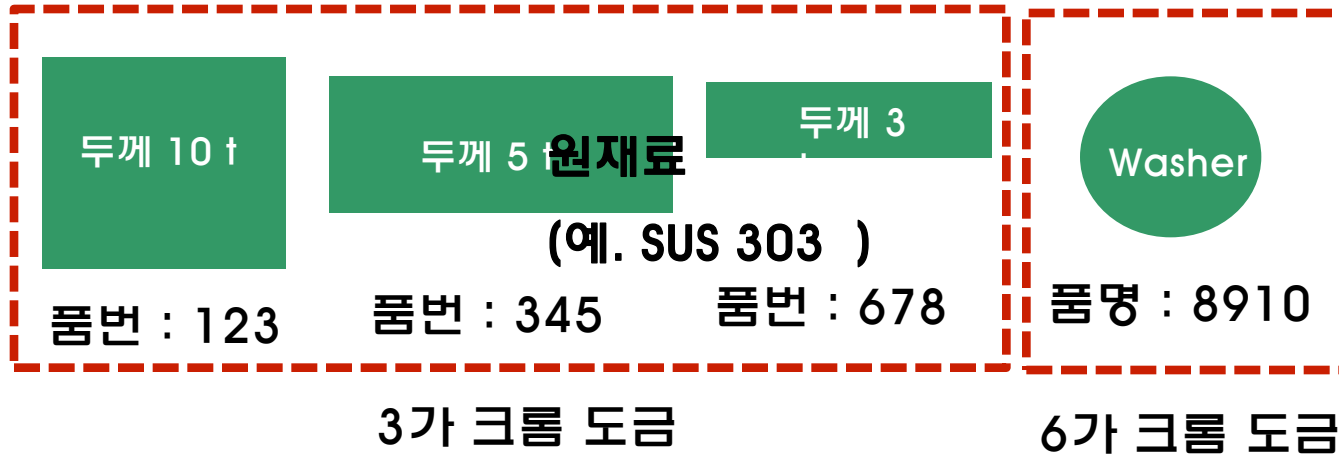 두께 10 t
두께 5 t
원재료
두께 3
Washer
(예. SUS 303 )
품번 : 123
품번 : 345
품번 : 678
품명 : 8910
3가 크롬 도금
6가 크롬 도금